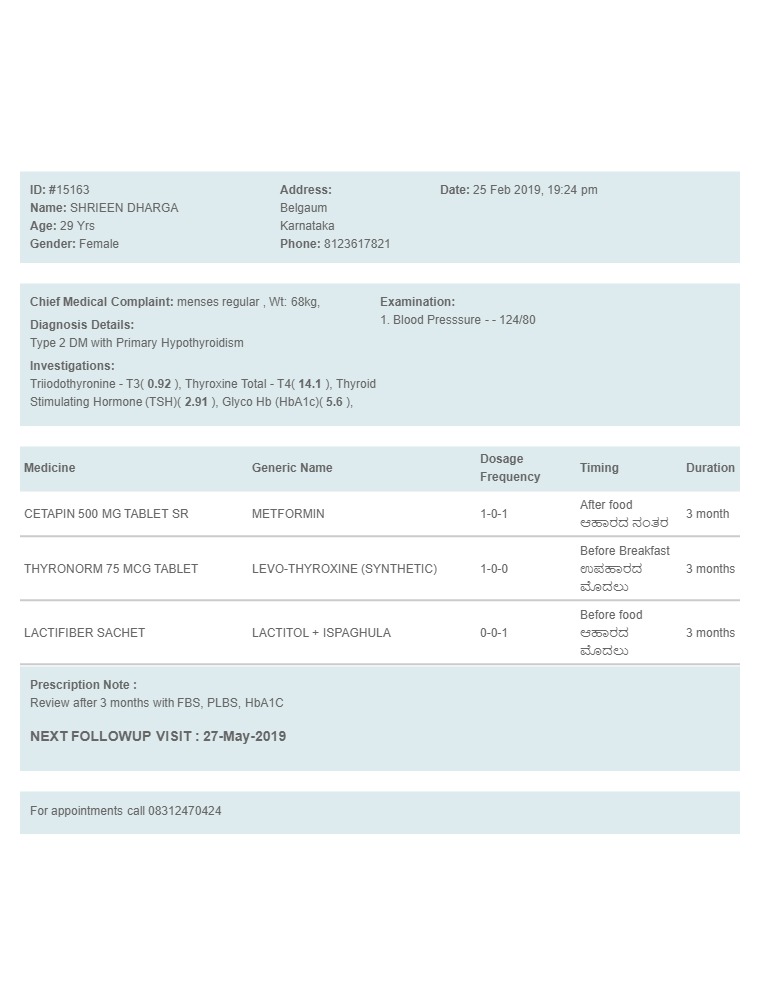 ID: #15163
Name: SHRIEEN DHARGA
Age: 29 Yrs
Gender: Female
Address:
Belgaum
Karnataka
Phone: 8123617821
Date: 25 Feb 2019, 19:24 pm
Chief Medical Complaint: menses regular , Wt: 68kg,
Diagnosis Details:
Type 2 DM with Primary Hypothyroidism
Investigations:
Triiodothyronine - T3( 0.92 ), Thyroxine Total - T4( 14.1 ), Thyroid
Stimulating Hormone (TSH)( 2.91 ), Glyco Hb (HbA1c)( 5.6 ),
Examination:
1. Blood Presssure - - 124/80
Medicine Generic Name Dosage Frequency Timing Duration
CETAPIN 500 MG TABLET SR METFORMIN 1-0-1 After food 3 month
ಆಹಾರದ ನಂತರ
THYRONORM 75 MCG TABLET LEVO-THYROXINE (SYNTHETIC) 1-0-0 Before Breakfast 3 months
ಉಪಹಾರದ
ಮೊದಲು
LACTIFIBER SACHET LACTITOL + ISPAGHULA 0-0-1 Before food 3 months
ಆಹಾರದ
ಮೊದಲು
Prescription Note :
Review after 3 months with FBS, PLBS, HbA1C
NEXT FOLLOWUP VISIT : 27-May-2019
For appointments call 08312470424